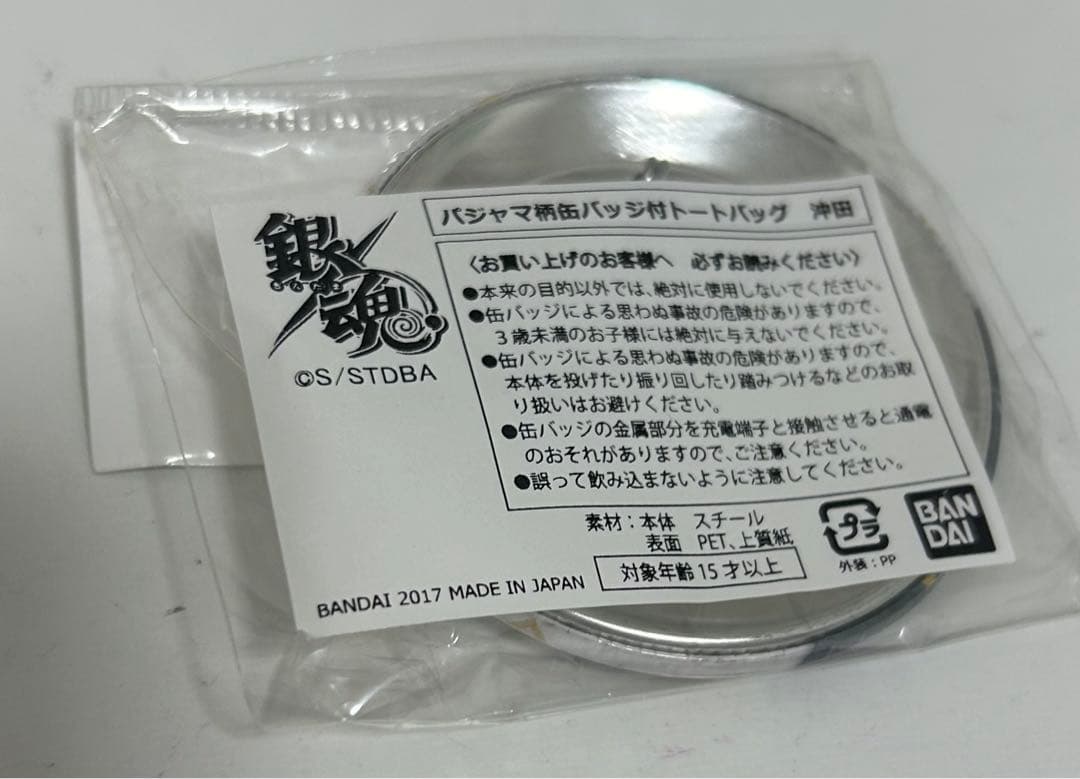 パジャマ柄缶バッジ付トートバッグ　沖田
銀魂
ぎんたま
©S/STDBA
〈お買い上げのお客様へ　必ずお読みください〉
●本来の目的以外では、絶対に使用しないでください。
●缶バッジによる思わぬ事故の危険がありますので、
３歳未満のお子様には絶対に与えないでください。
●缶バッジによる思わぬ事故の危険がありますので、
本体を投げたり振り回したり踏みつけるなどのお取
り扱いはお避けください。
●缶バッジの金属部分を充電端子と接触させると通電
のおそれがありますので、ご注意ください。
●誤って飲み込まないように注意してください。
素材：本体　スチール
表面　PET、上質紙
対象年齢15才以上
プラ
外装：PP
BANDAI
BANDAI 2017 MADE IN JAPAN